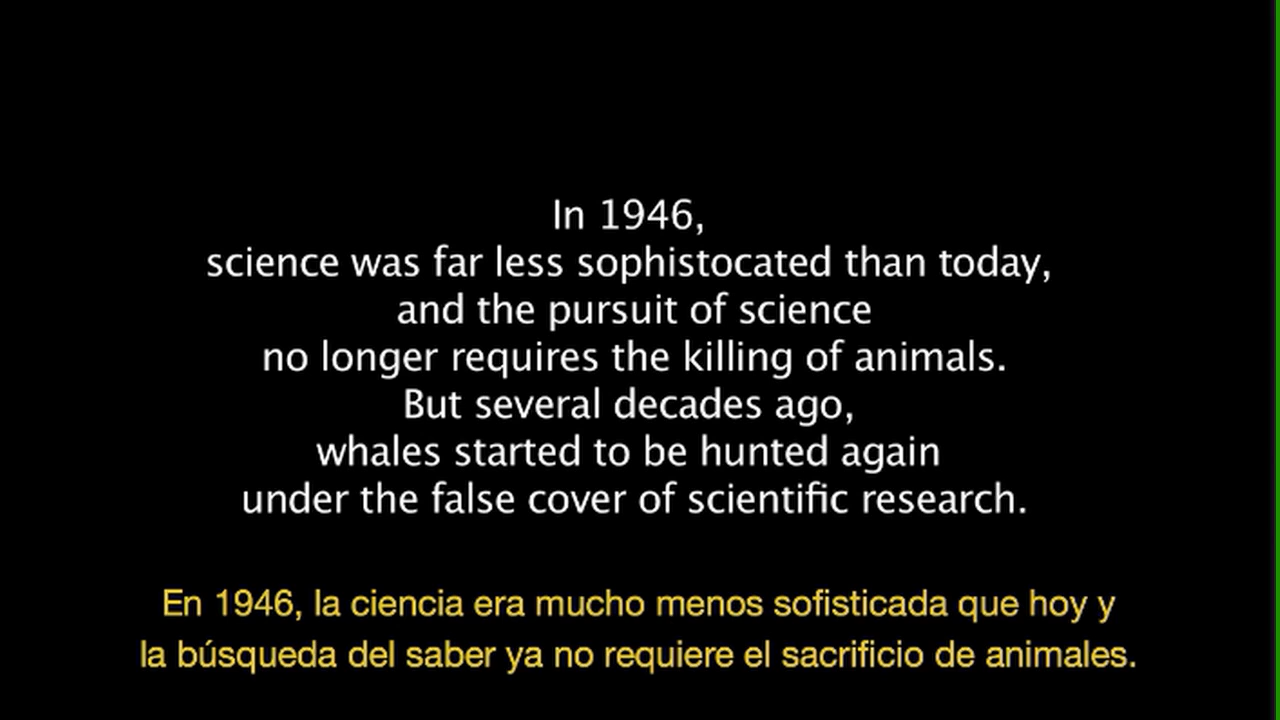 In 1946,
science was far less sophistocated than today,
and the pursuit of science
no longer requires the killing of animals.
But several decades ago,
whales started to be hunted again
under the false cover of scientific research.
En 1946, la ciencia era mucho menos sofisticada que hoy y
la búsqueda del saber ya no requiere el sacrificio de animales.